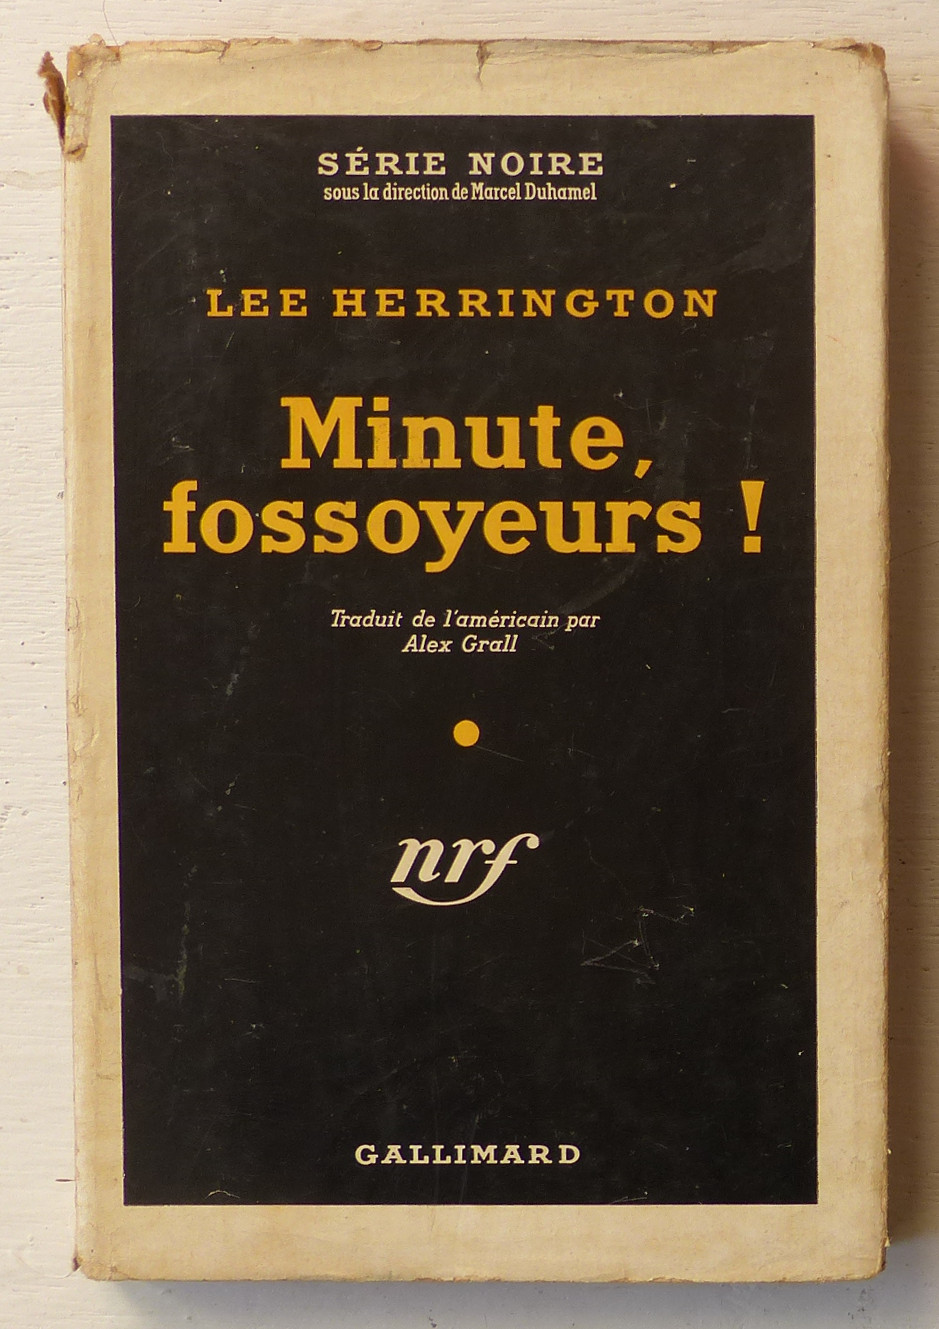 SÉRIE NOIRE
sous la direction de Marcel Duhamel
LEE HERRINGTON
Minute,
fossoyeurs !
Traduit de l'américain par
Alex Grall
nrf
GALLIMARD